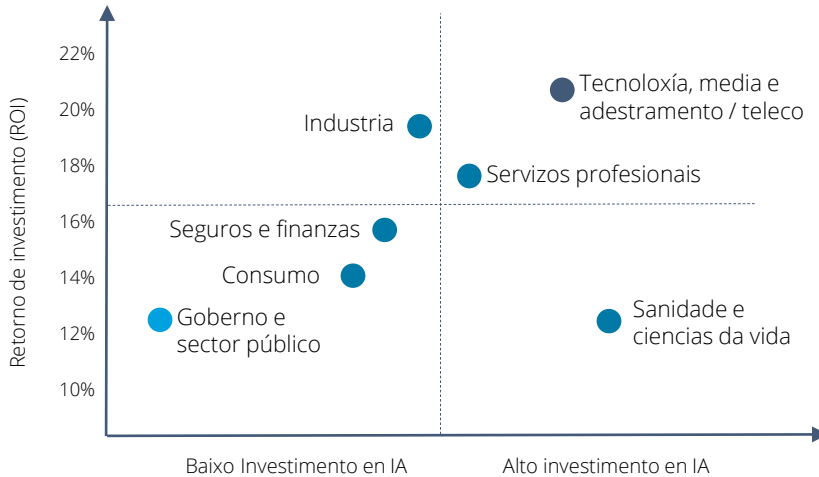 Retorno de investimento (ROI)
22%
20%
18%
16%
14%
12%
10%
Tecnoloxía, media e
adestramento / teleco
Industria
Servizos profesionais
Seguros e finanzas
Consumo
Goberno e
sector público
Sanidade e
ciencias da vida
Baixo Investimento en IA
Alto investimento en IA